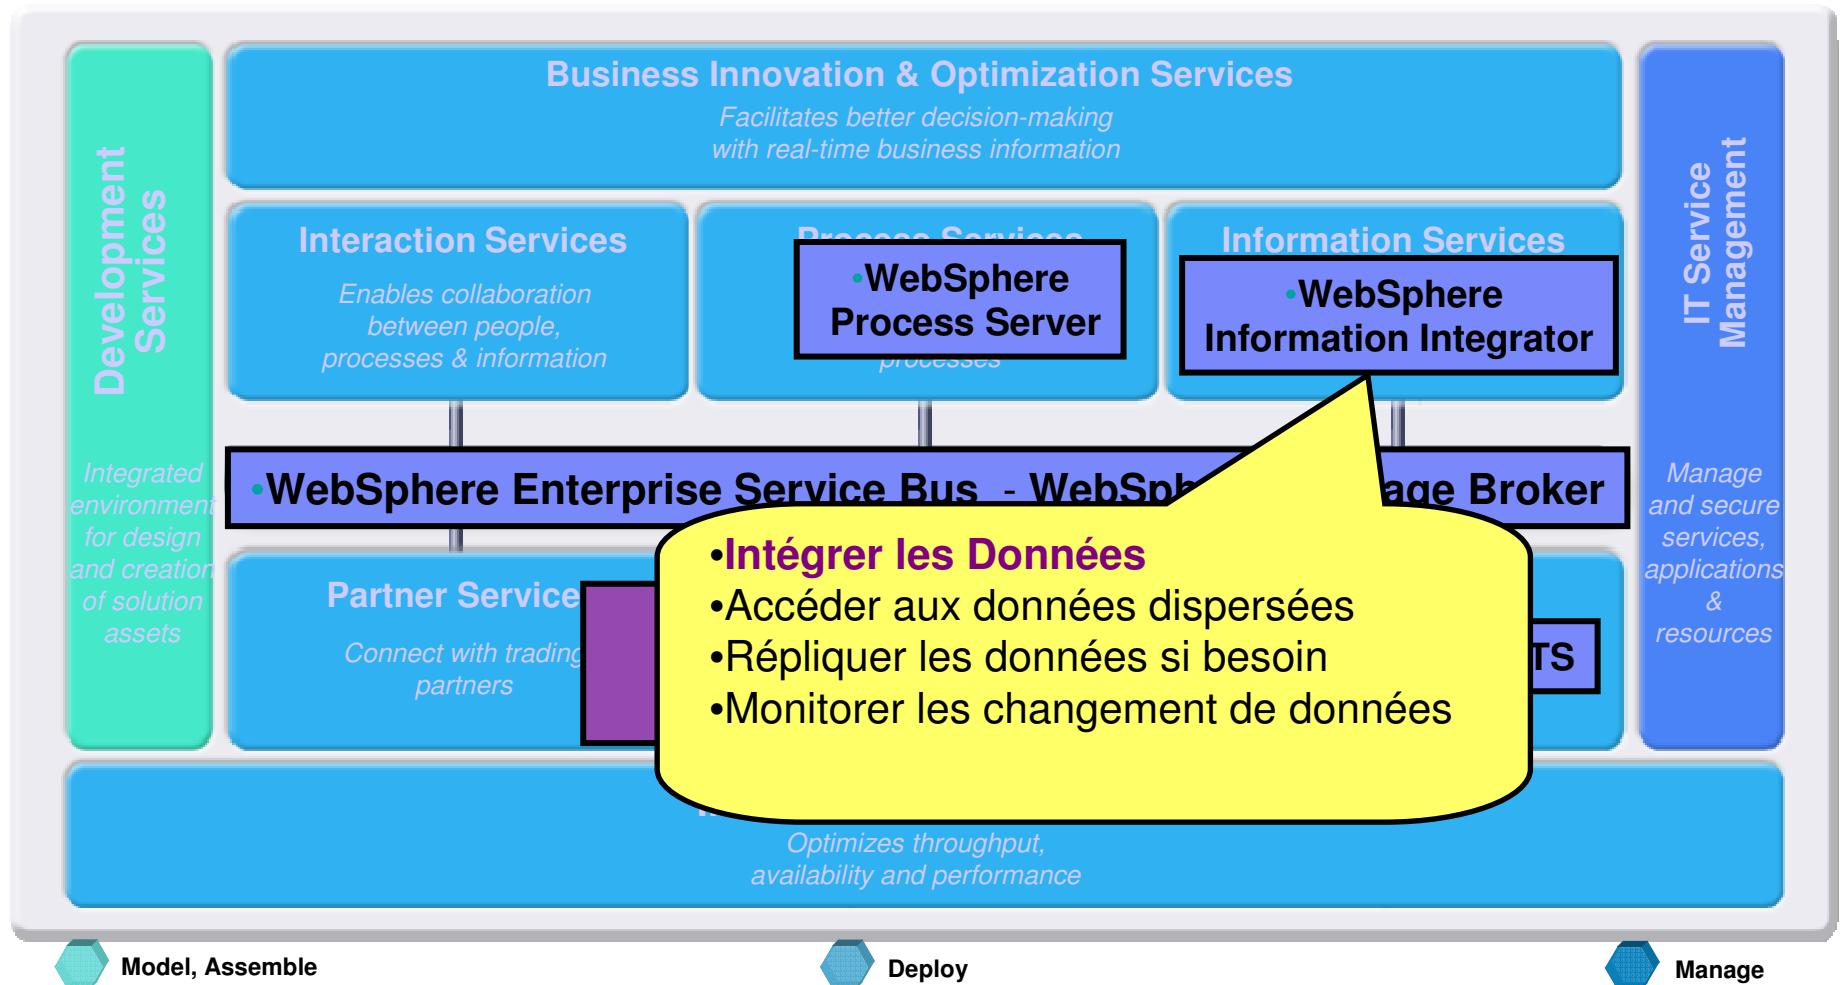 Business Innovation & Optimization Services
Facilitates better decision-making
with real-time business information
Development
Services
Integrated
environment
for design
and creation
of solution
assets
Interaction Services
Enables collaboration
between people,
processes & information
Process Services
•WebSphere
Process Server
processes
Information Services
•WebSphere
Information Integrator
IT Service
Management
Manage
and secure
services,
applications
&
resources
•WebSphere Enterprise Service Bus - WebSph age Broker
•Intégrer les Données
•Accéder aux données dispersées
•Répliquer les données si besoin
•Monitorer les changement de données
Partner Service
Connect with trading
partners
TS
Optimizes throughput,
availability and performance
Model, Assemble
Deploy
Manage